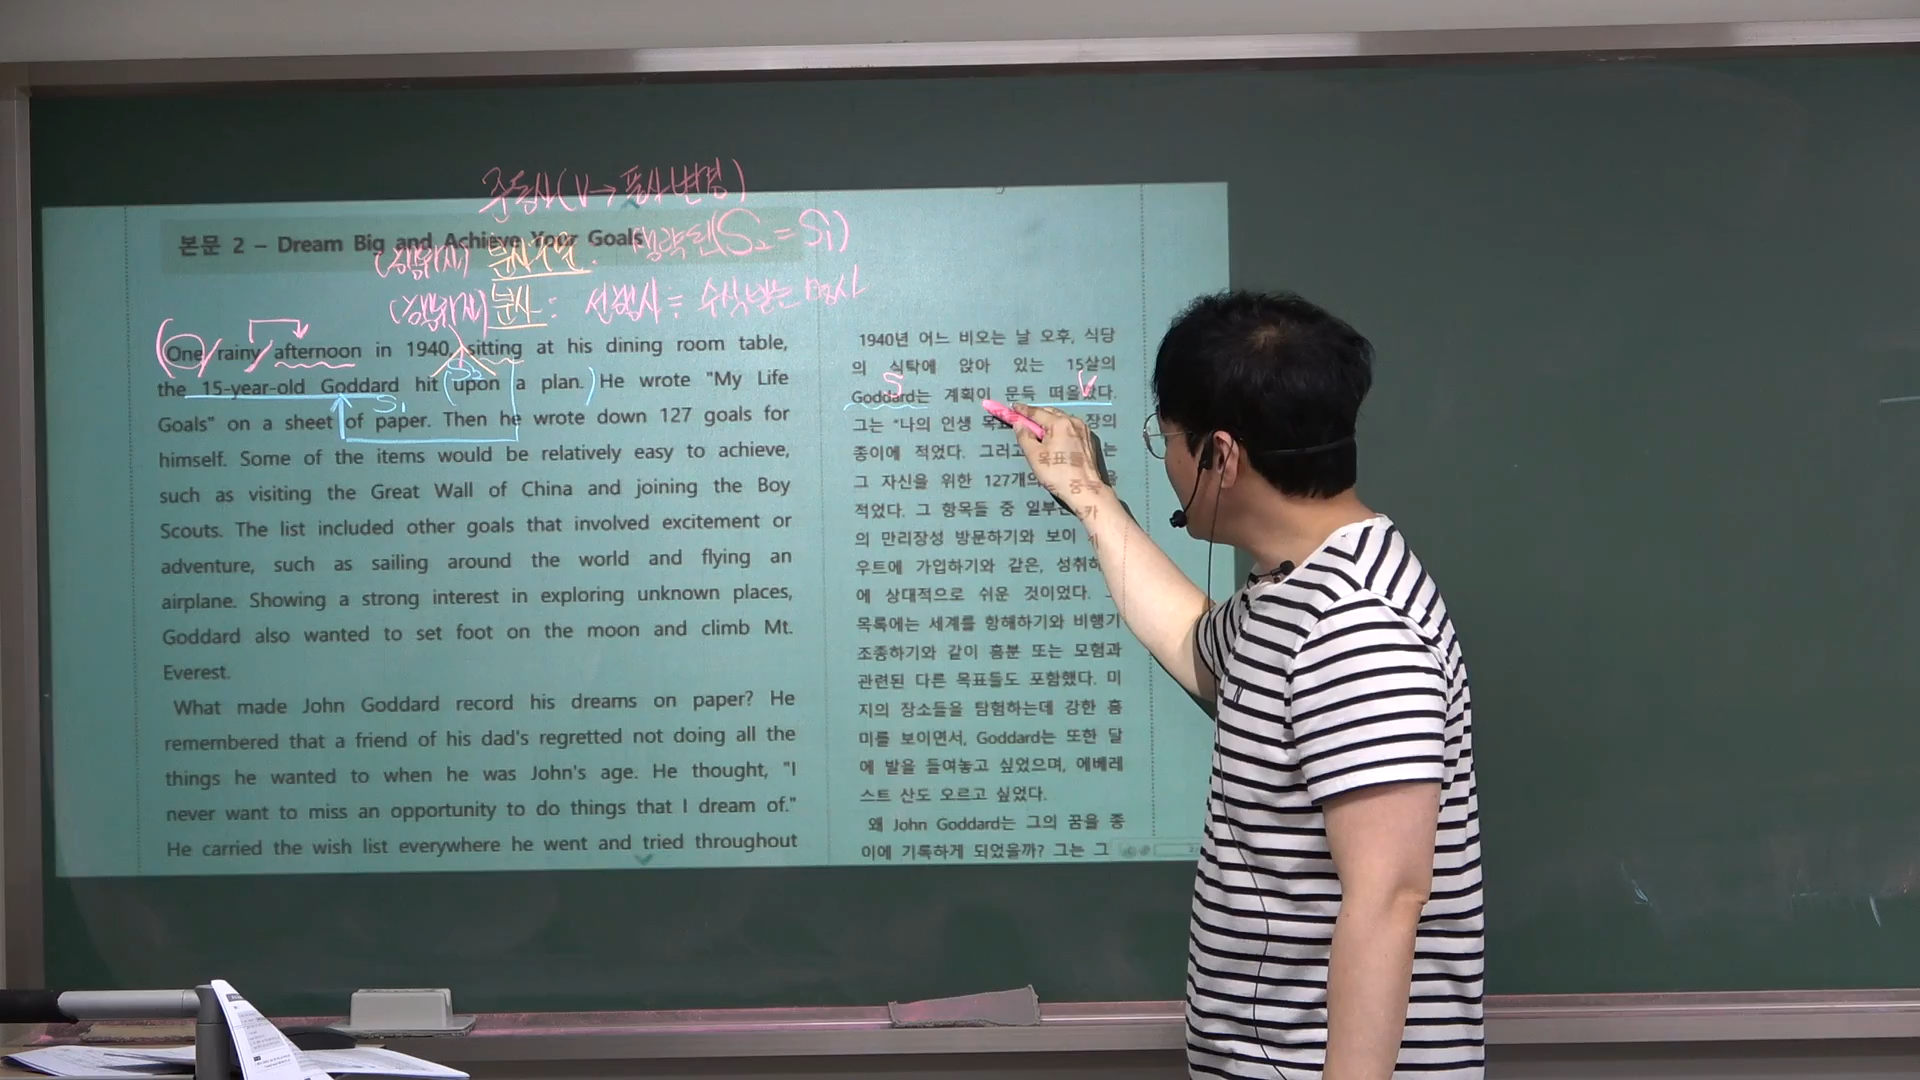 주동사(V→품사변경)
본문 2 – Dream Big and Achieve Your Goals
(행위자) 분사구문: 생략된(S₂=S₁)
(행위자) 분사: 선행사 = 수식받는 명사
One rainy afternoon in 1940, sitting at his dining room table,
S₂
the 15-year-old Goddard hit (upon a plan.) He wrote "My Life
S₁
Goals" on a sheet of paper. Then he wrote down 127 goals for
himself. Some of the items would be relatively easy to achieve,
such as visiting the Great Wall of China and joining the Boy
Scouts. The list included other goals that involved excitement or
adventure, such as sailing around the world and flying an
airplane. Showing a strong interest in exploring unknown places,
Goddard also wanted to set foot on the moon and climb Mt.
Everest.
What made John Goddard record his dreams on paper? He
remembered that a friend of his dad's regretted not doing all the
things he wanted to when he was John's age. He thought, "I
never want to miss an opportunity to do things that I dream of."
He carried the wish list everywhere he went and tried throughout
1940년 어느 비오는 날 오후, 식당
의 식탁에 앉아 있는 15살의
S V
Goddard는 계획이 문득 떠올랐다.
그는 "나의 인생 장의
종이에 적었다. 그러고
그 자신을 위한 127개의
적었다. 그 항목들 중 일부는
의 만리장성 방문하기와 보이
우트에 가입하기와 같은, 성취하
에 상대적으로 쉬운 것이었다.
목록에는 세계를 항해하기와 비행기
조종하기와 같이 흥분 또는 모험과
관련된 다른 목표들도 포함했다. 미
지의 장소들을 탐험하는데 강한 흥
미를 보이면서, Goddard는 또한 달
에 발을 들여놓고 싶었으며, 에베레
스트 산도 오르고 싶었다.
왜 John Goddard는 그의 꿈을 종
이에 기록하게 되었을까? 그는 그